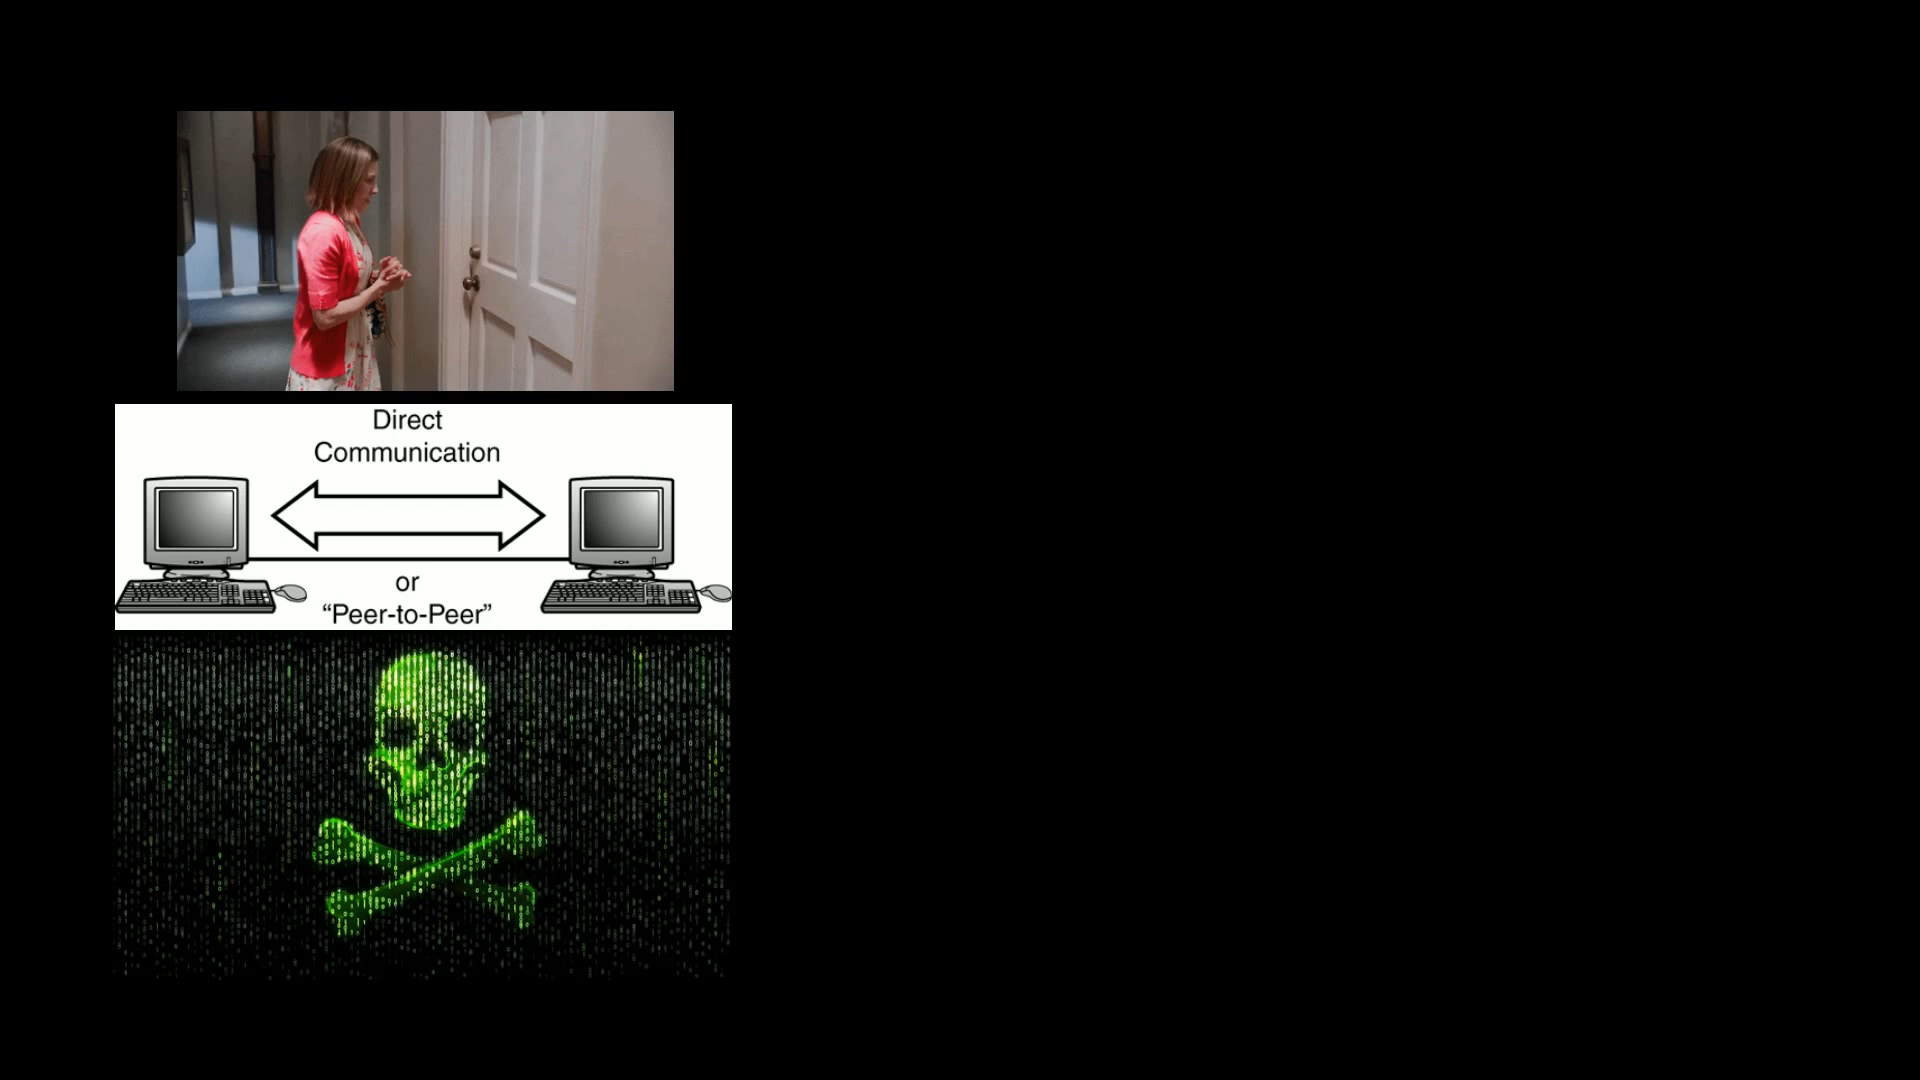 Direct
Communication
or
“Peer-to-Peer”